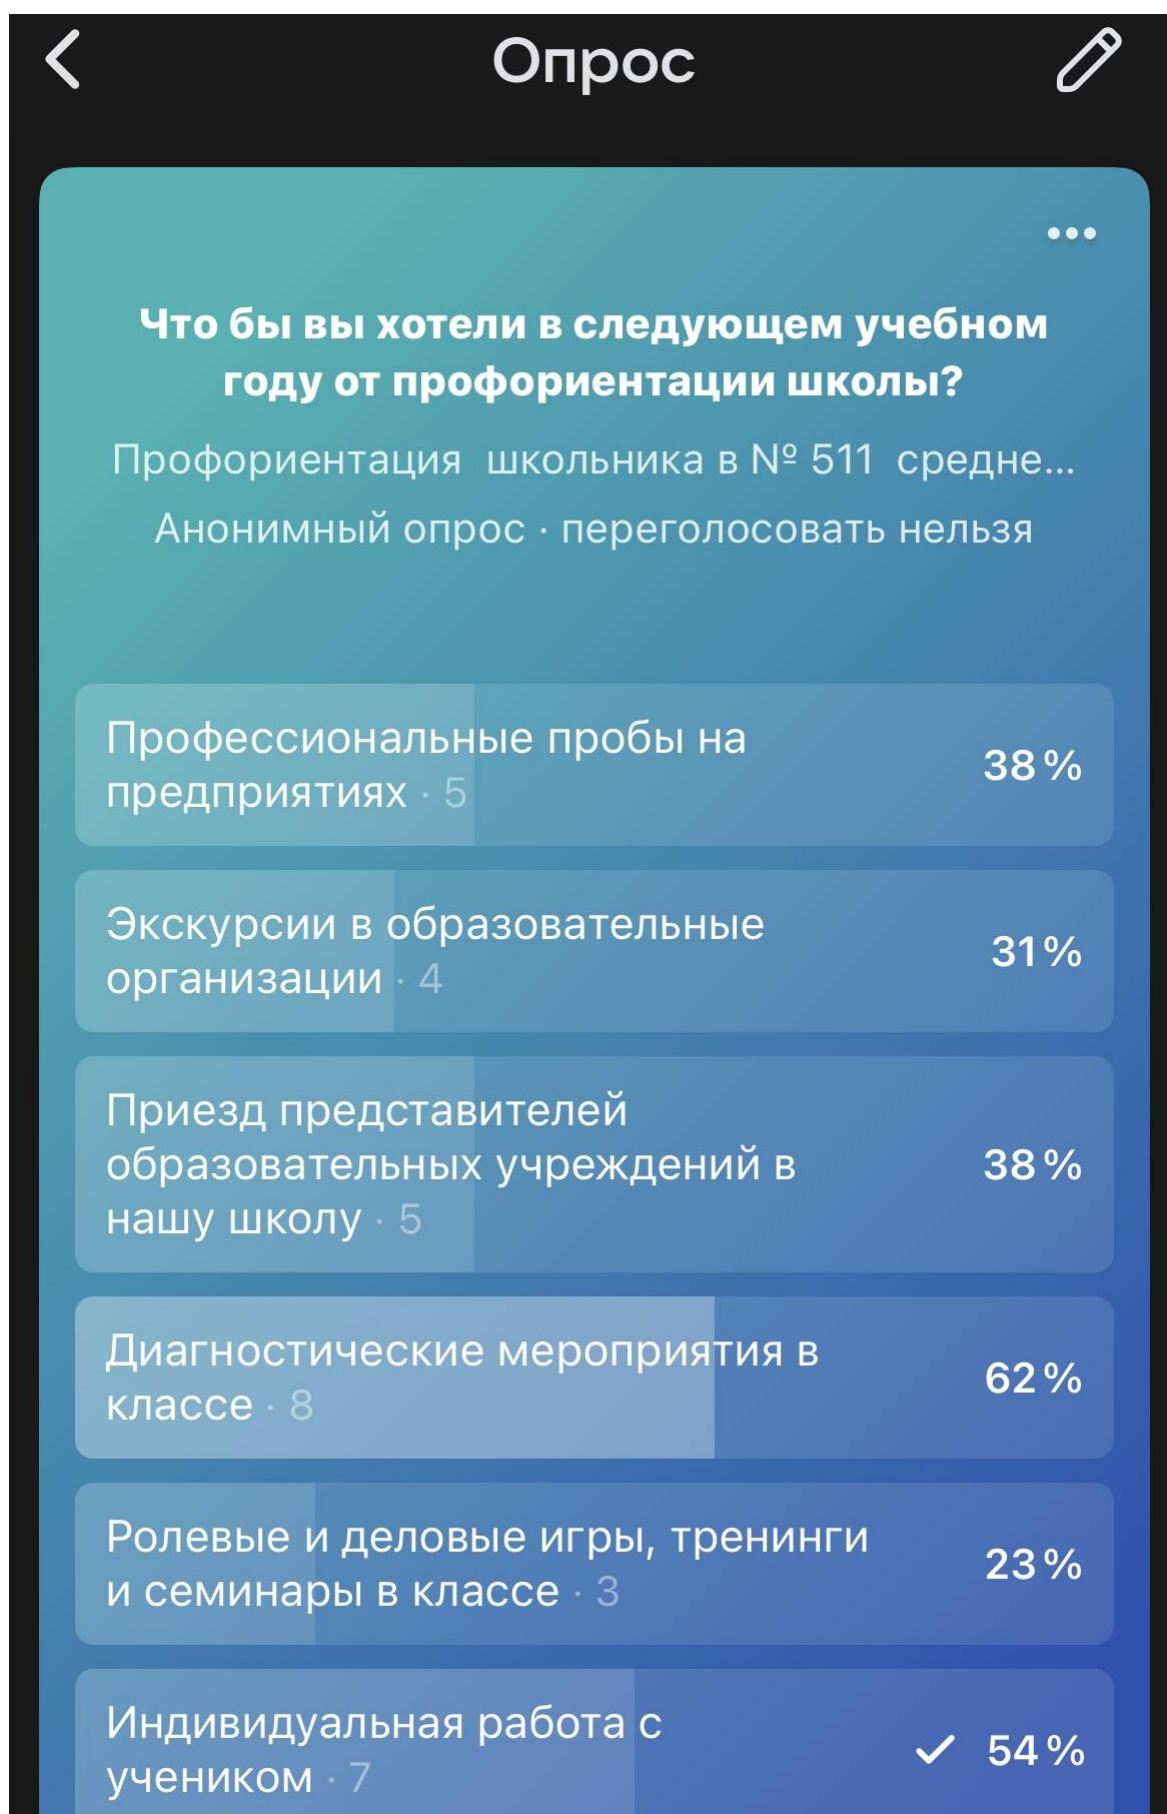 Опрос
Что бы вы хотели в следующем учебном
году от профориентации школы?
Профориентация школьника в № 511 средне...
Анонимный опрос · переголосовать нельзя
Профессиональные пробы на
предприятиях · 5
38 %
Экскурсии в образовательные
организации · 4
31 %
Приезд представителей
образовательных учреждений в
нашу школу · 5
38 %
Диагностические мероприятия в
классе · 8
62 %
Ролевые и деловые игры, тренинги
и семинары в классе · 3
23 %
Индивидуальная работа с
учеником · 7
54 %